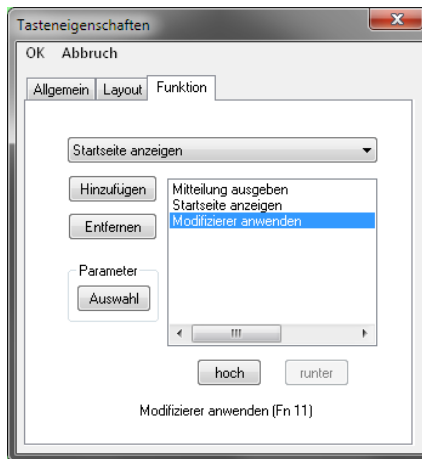 Tasteneigenschaften
OK Abbruch
Allgemein Layout Funktion
Startseite anzeigen
Hinzufügen
Mitteilung ausgeben
Startseite anzeigen
Modifizierer anwenden
Entfernen
Parameter
Auswahl
hoch runter
Modifizierer anwenden (Fn 11)